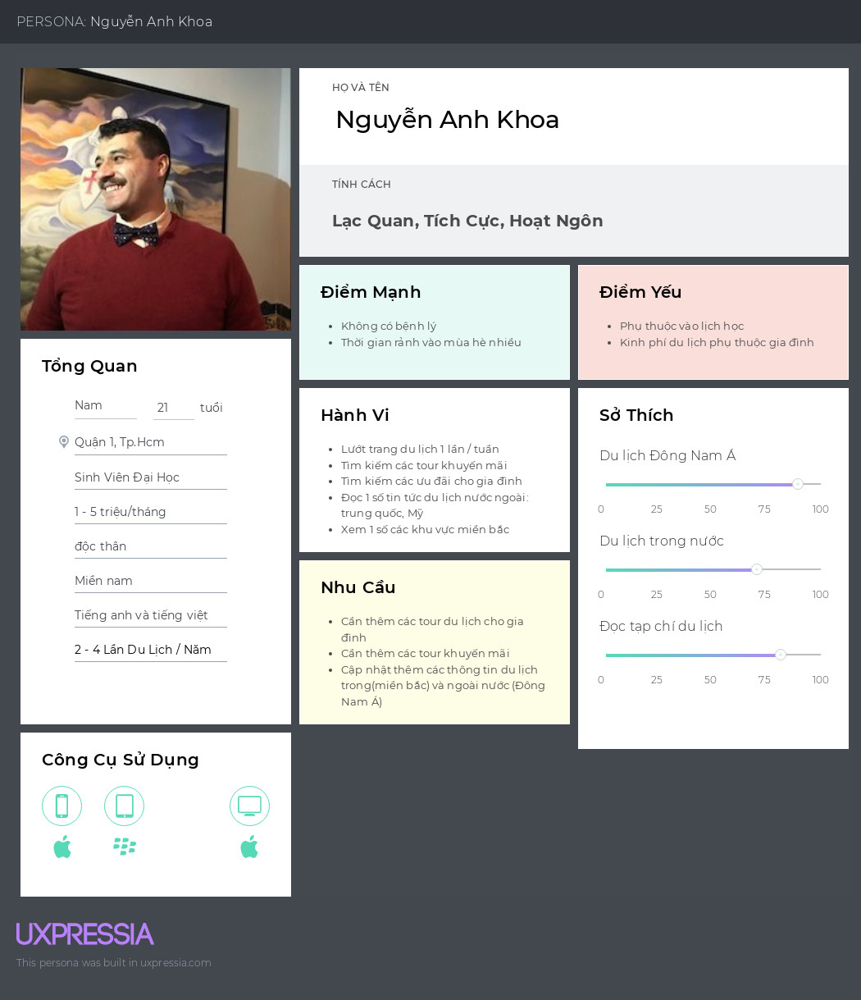 PERSONA: Nguyễn Anh Khoa
HỌ VÀ TÊN
Nguyễn Anh Khoa
TÍNH CÁCH
Lạc Quan, Tích Cực, Hoạt Ngôn
Điểm Mạnh
Không có bệnh lý
Thời gian rảnh vào mùa hè nhiều
Điểm Yếu
Phụ thuộc vào lịch học
Kinh phí du lịch phụ thuộc gia đình
Tổng Quan
Nam 21 tuổi
Quận 1, Tp.Hcm
Sinh Viên Đại Học
1 - 5 triệu/tháng
độc thân
Miền nam
Tiếng anh và tiếng việt
2 - 4 Lần Du Lịch / Năm
Hành Vi
Lướt trang du lịch 1 lần / tuần
Tìm kiếm các tour khuyến mãi
Tìm kiếm các ưu đãi cho gia đình
Đọc 1 số tin tức du lịch nước ngoài:
trung quốc, Mỹ
Xem 1 số các khu vực miền bắc
Sở Thích
Du lịch Đông Nam Á
0 25 50 75 100
Du lịch trong nước
0 25 50 75 100
Đọc tạp chí du lịch
0 25 50 75 100
Nhu Cầu
Cần thêm các tour du lịch cho gia
đình
Cần thêm các tour khuyến mãi
Cập nhật thêm các thông tin du lịch
trong(miền bắc) và ngoài nước (Đông
Nam Á)
Công Cụ Sử Dụng
UXPRESSIA
This persona was built in uxpressia.com